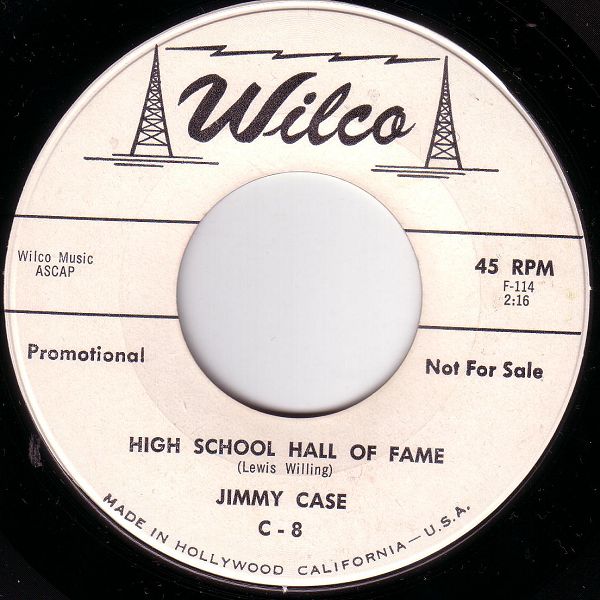 Wilco
Wilco Music
ASCAP
45 RPM
F-114
2:16
Promotional
Not For Sale
HIGH SCHOOL HALL OF FAME
(Lewis Willing)
JIMMY CASE
C-8
MADE IN HOLLYWOOD CALIFORNIA — U.S.A.